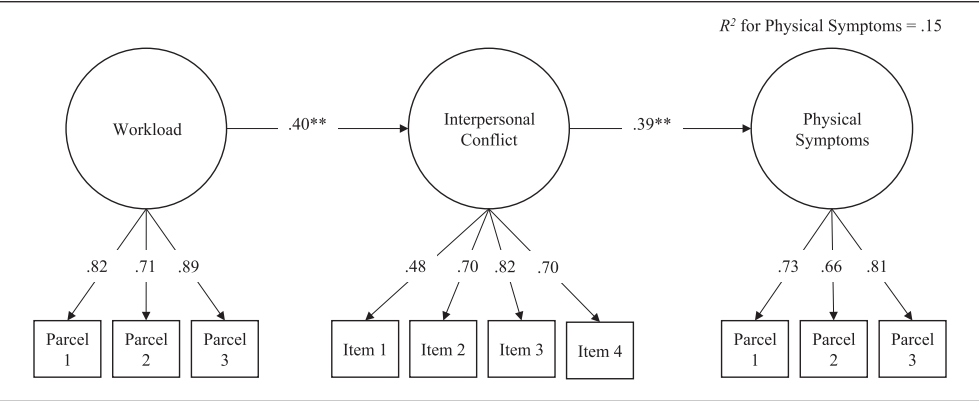 R² for Physical Symptoms = .15
Workload
.40**
Interpersonal
Conflict
.39**
Physical
Symptoms
.82 .71 .89
.48 .70 .82 .70
.73 .66 .81
Parcel
1
Parcel
2
Parcel
3
Item 1
Item 2
Item 3
Item 4
Parcel
1
Parcel
2
Parcel
3